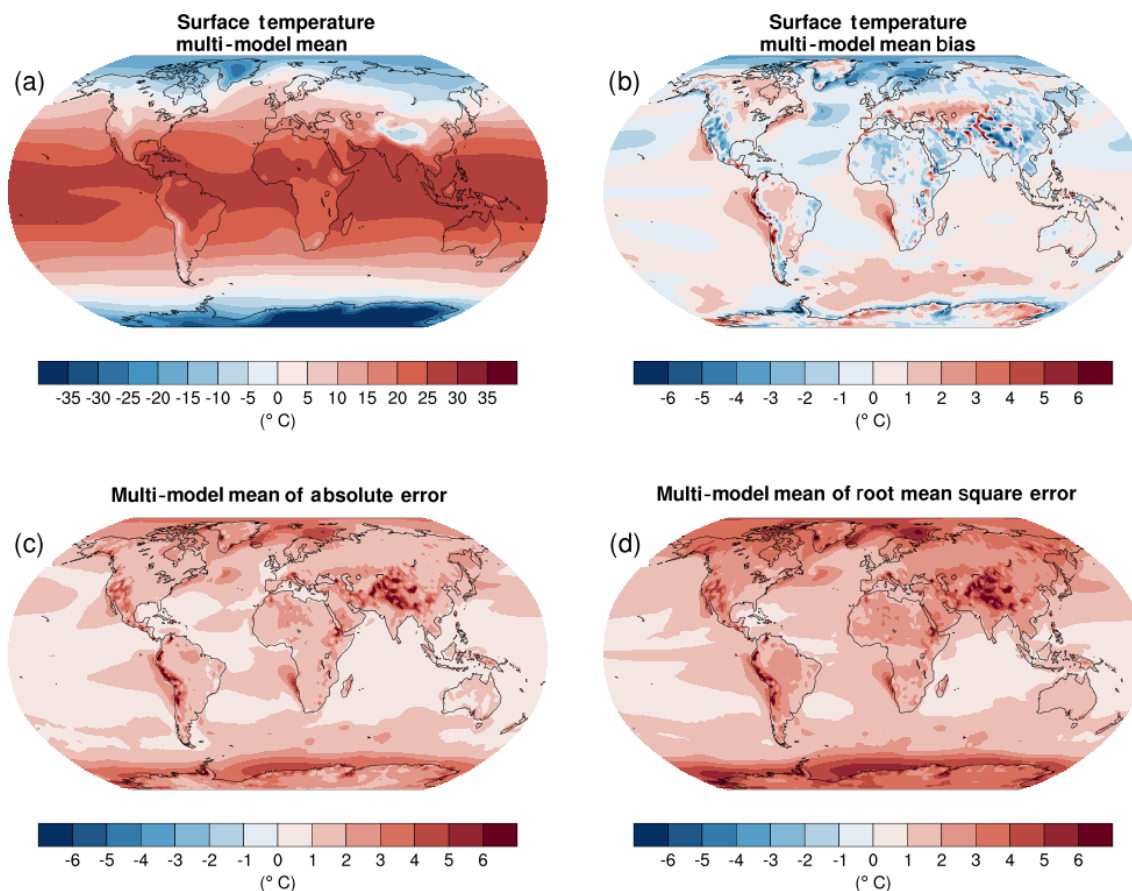 Surface temperature
multi-model mean
Surface temperature
multi-model mean bias
(a)
(b)
-35 -30 -25 -20 -15 -10 -5 0 5 10 15 20 25 30 35
(° C)
-6 -5 -4 -3 -2 -1 0 1 2 3 4 5 6
(° C)
Multi-model mean of absolute error
Multi-model mean of root mean square error
(c)
(d)
-6 -5 -4 -3 -2 -1 0 1 2 3 4 5 6
(° C)
-6 -5 -4 -3 -2 -1 0 1 2 3 4 5 6
(° C)